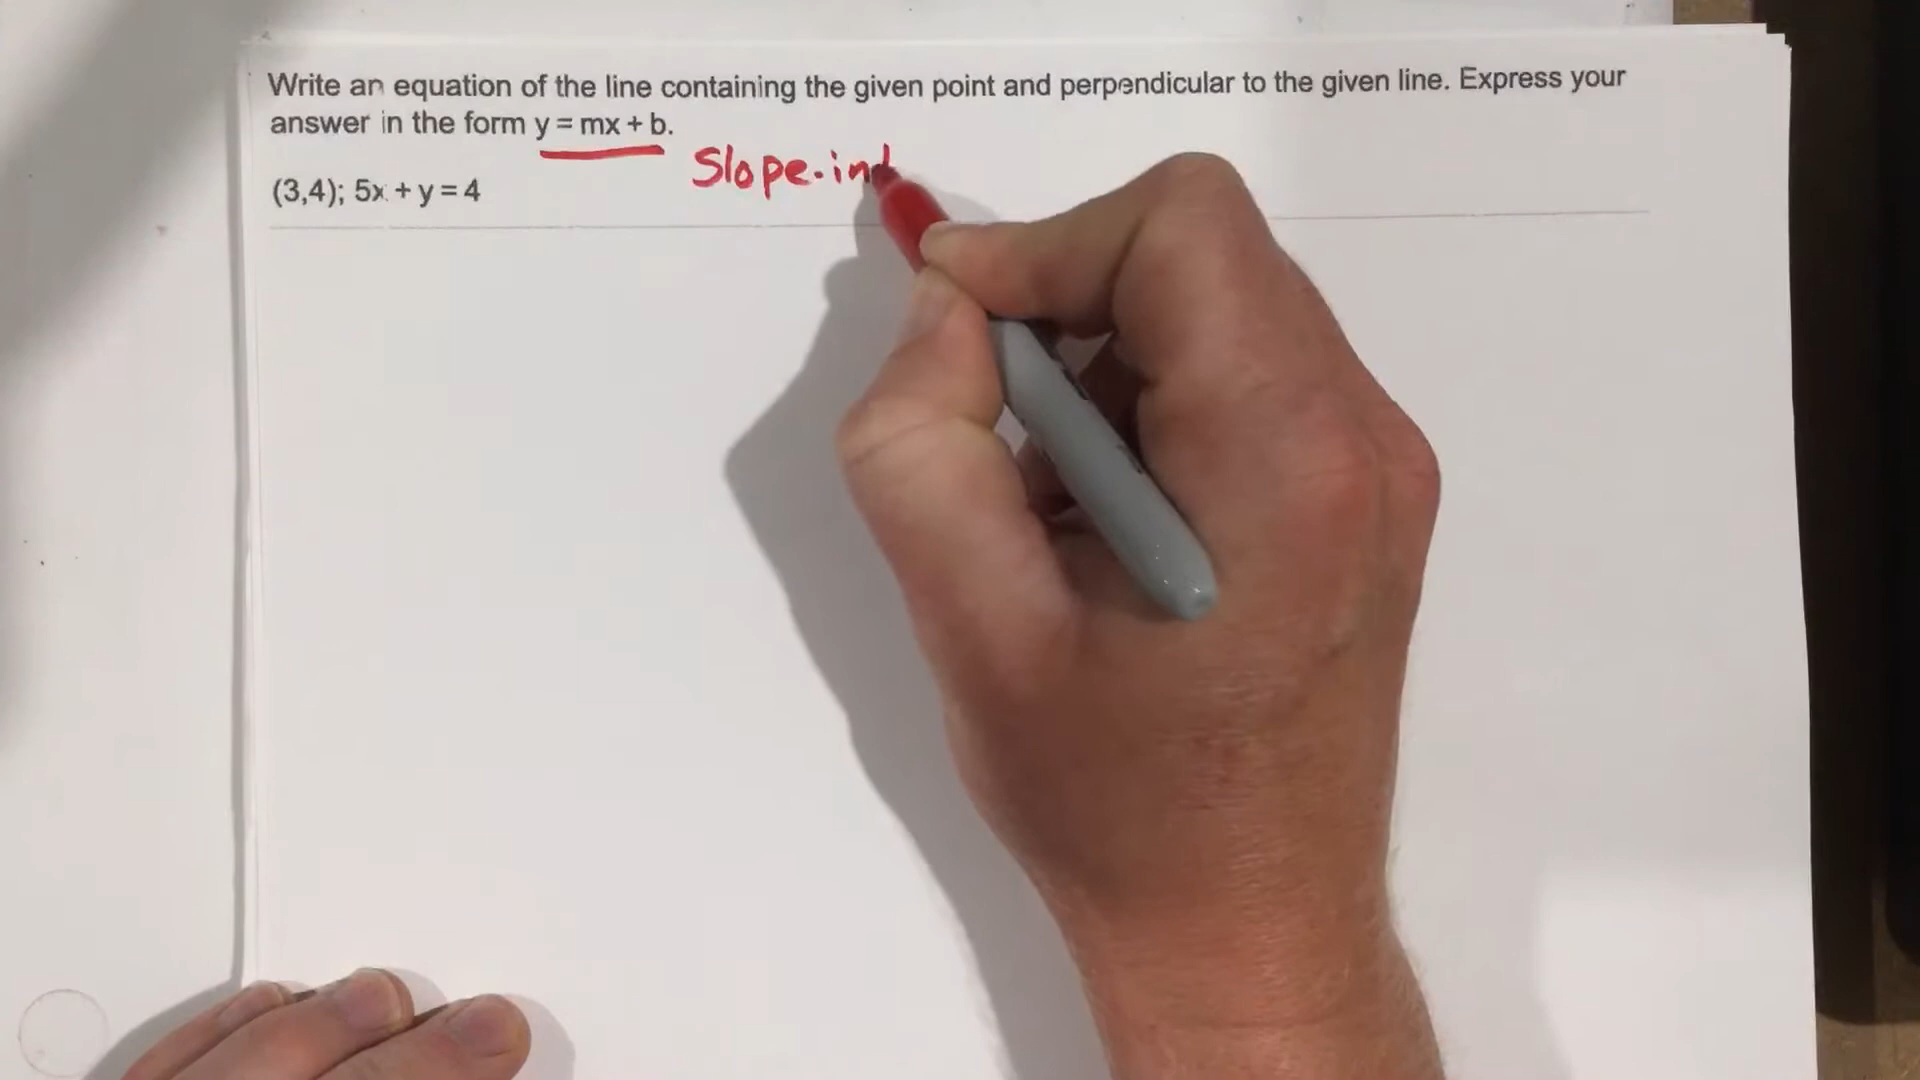 Write an equation of the line containing the given point and perpendicular to the given line. Express your
answer in the form y = mx + b.
Slope-int
(3,4); 5x + y = 4